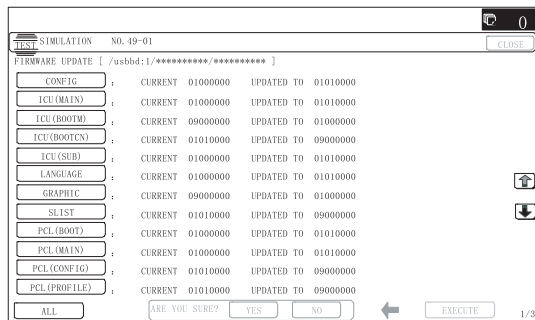 0
TEST SIMULATION NO. 49-01 CLOSE
FIRMWARE UPDATE [ /usbbd:1/**********/********** ]
CONFIG : CURRENT 01000000 UPDATED TO 01010000
ICU(MAIN) : CURRENT 01000000 UPDATED TO 01010000
ICU(BOOTM) : CURRENT 09000000 UPDATED TO 01000000
ICU(BOOTCN) : CURRENT 01010000 UPDATED TO 09000000
ICU(SUB) : CURRENT 01000000 UPDATED TO 01010000
LANGUAGE : CURRENT 01000000 UPDATED TO 01010000
GRAPHIC : CURRENT 09000000 UPDATED TO 01000000
SLIST : CURRENT 01010000 UPDATED TO 09000000
PCL(BOOT) : CURRENT 01000000 UPDATED TO 01010000
PCL(MAIN) : CURRENT 01000000 UPDATED TO 01010000
PCL(CONFIG) : CURRENT 01010000 UPDATED TO 09000000
PCL(PROFILE) : CURRENT 01010000 UPDATED TO 09000000
ALL ARE YOU SURE? YES NO EXECUTE 1/3